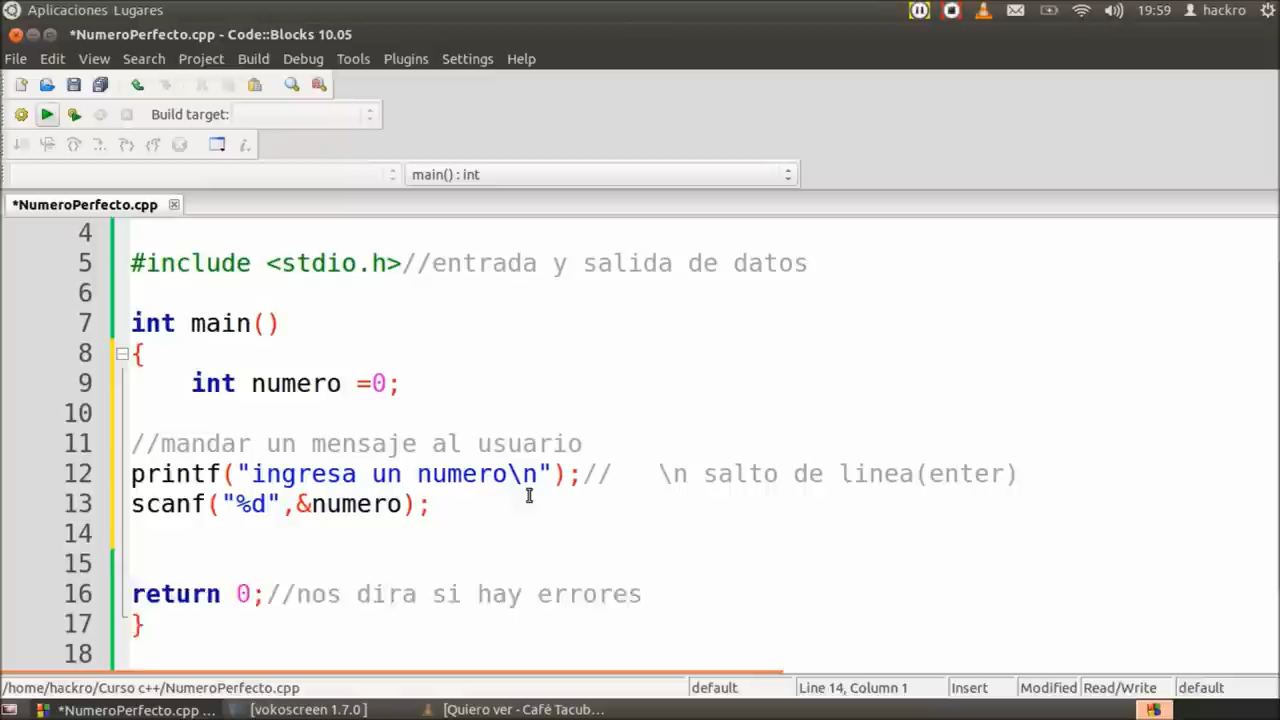 Aplicaciones Lugares
19:59 hackro
*NumeroPerfecto.cpp - Code::Blocks 10.05
File Edit View Search Project Build Debug Tools Plugins Settings Help
Build target:
main() : int
*NumeroPerfecto.cpp
4
5 #include <stdio.h>//entrada y salida de datos
6
7 int main()
8 {
9 int numero =0;
10
11 //mandar un mensaje al usuario
12 printf("ingresa un numero\n");// \n salto de linea(enter)
13 scanf("%d",&numero);
14
15
16 return 0;//nos dira si hay errores
17 }
18
/home/hackro/Curso c++/NumeroPerfecto.cpp default Line 14, Column 1 Insert Modified Read/Write default
*NumeroPerfecto.cpp ... [vokoscreen 1.7.0 ] [Quiero ver - Café Tacub...